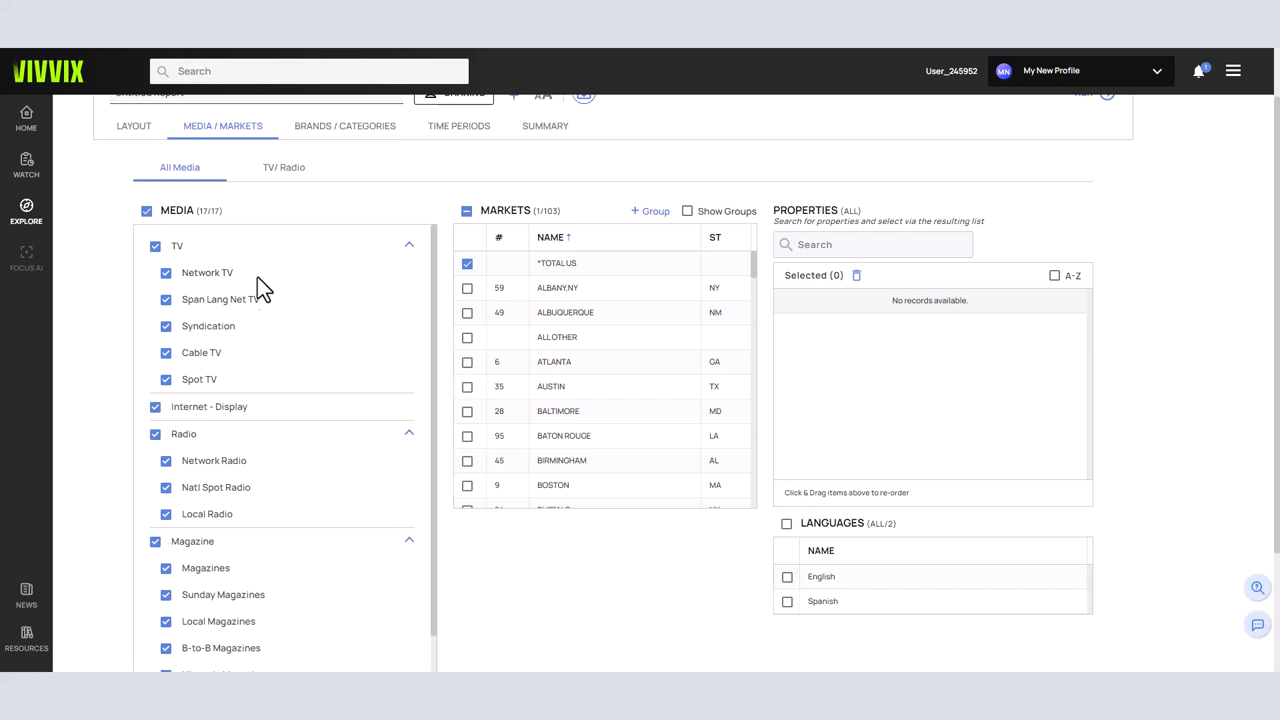 VIVVIX
Search
User_245952
MN
My New Profile
1
HOME
WATCH
EXPLORE
FOCUS AI
NEWS
RESOURCES
LAYOUT
MEDIA / MARKETS
BRANDS / CATEGORIES
TIME PERIODS
SUMMARY
All Media
TV/ Radio
MEDIA (17/17)
TV
Network TV
Span Lang Net TV
Syndication
Cable TV
Spot TV
Internet - Display
Radio
Network Radio
Natl Spot Radio
Local Radio
Magazine
Magazines
Sunday Magazines
Local Magazines
B-to-B Magazines
MARKETS (1/103)
+ Group
Show Groups
# NAME ↑ ST
*TOTAL US
59 ALBANY,NY NY
49 ALBUQUERQUE NM
ALL OTHER
6 ATLANTA GA
35 AUSTIN TX
28 BALTIMORE MD
95 BATON ROUGE LA
45 BIRMINGHAM AL
9 BOSTON MA
PROPERTIES (ALL)
Search for properties and select via the resulting list
Search
Selected (0)
A-Z
No records available.
Click & Drag items above to re-order
LANGUAGES (ALL/2)
NAME
English
Spanish